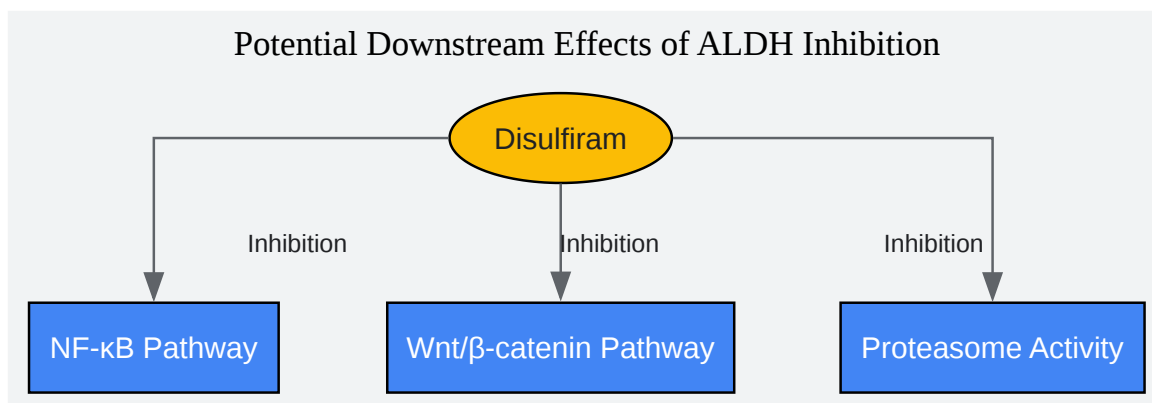 Potential Downstream Effects of ALDH Inhibition
Disulfiram
Inhibition
Inhibition
Inhibition
NF-κB Pathway
Wnt/β-catenin Pathway
Proteasome Activity